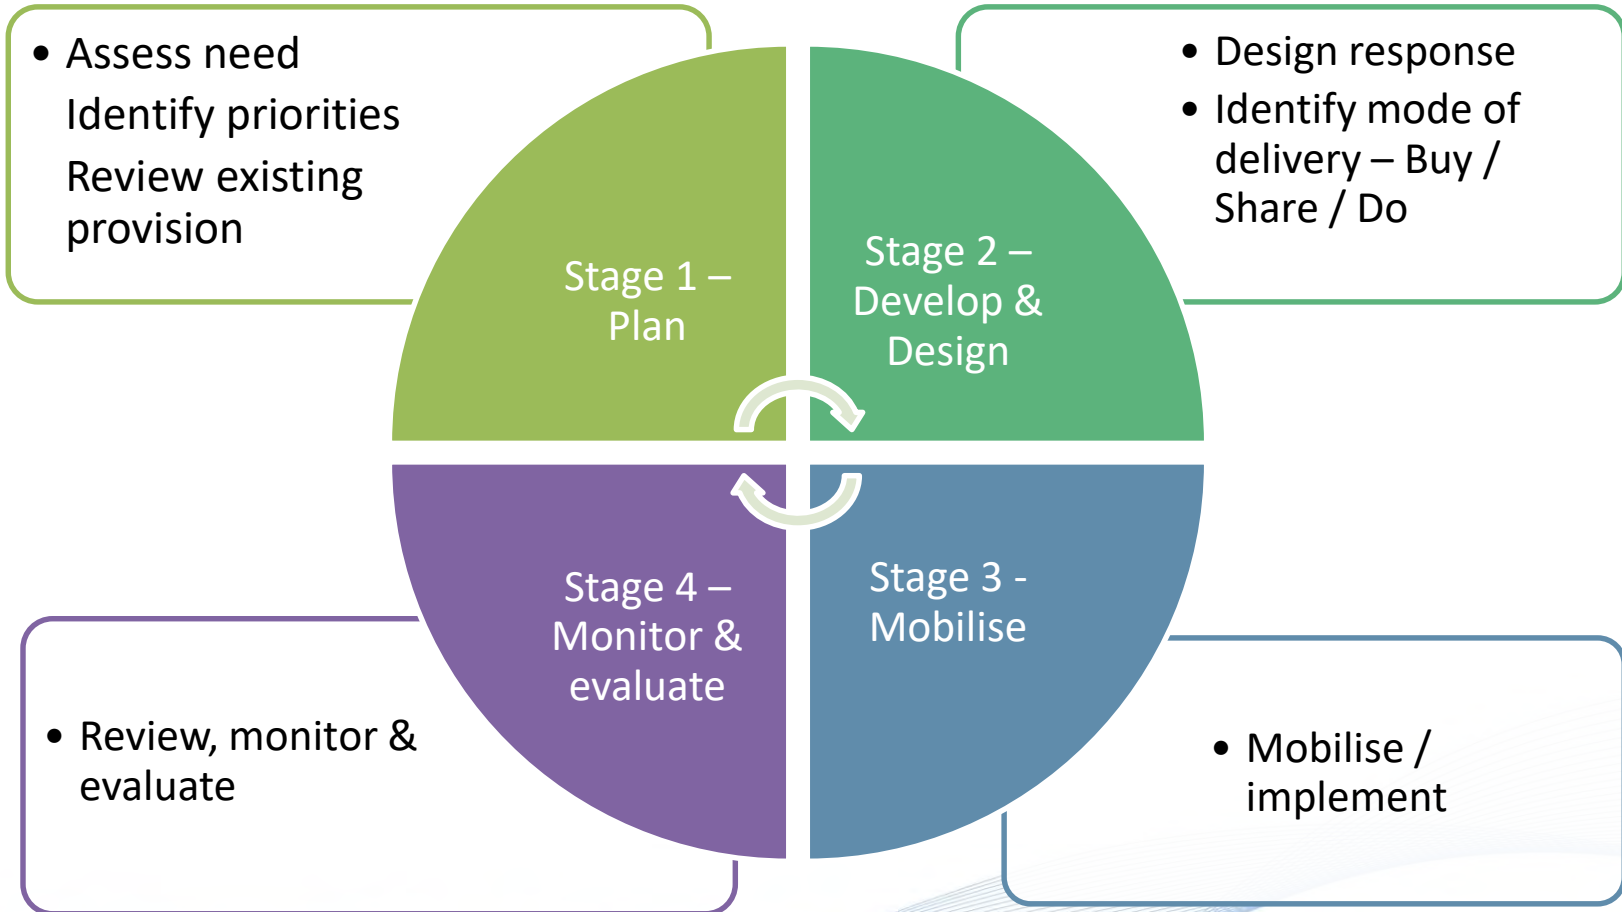 • Assess need
Identify priorities
Review existing
provision
Stage 1 –
Plan
• Design response
• Identify mode of
delivery – Buy /
Share / Do
Stage 2 –
Develop &
Design
Stage 3 -
Mobilise
• Mobilise /
implement
Stage 4 –
Monitor &
evaluate
• Review, monitor &
evaluate